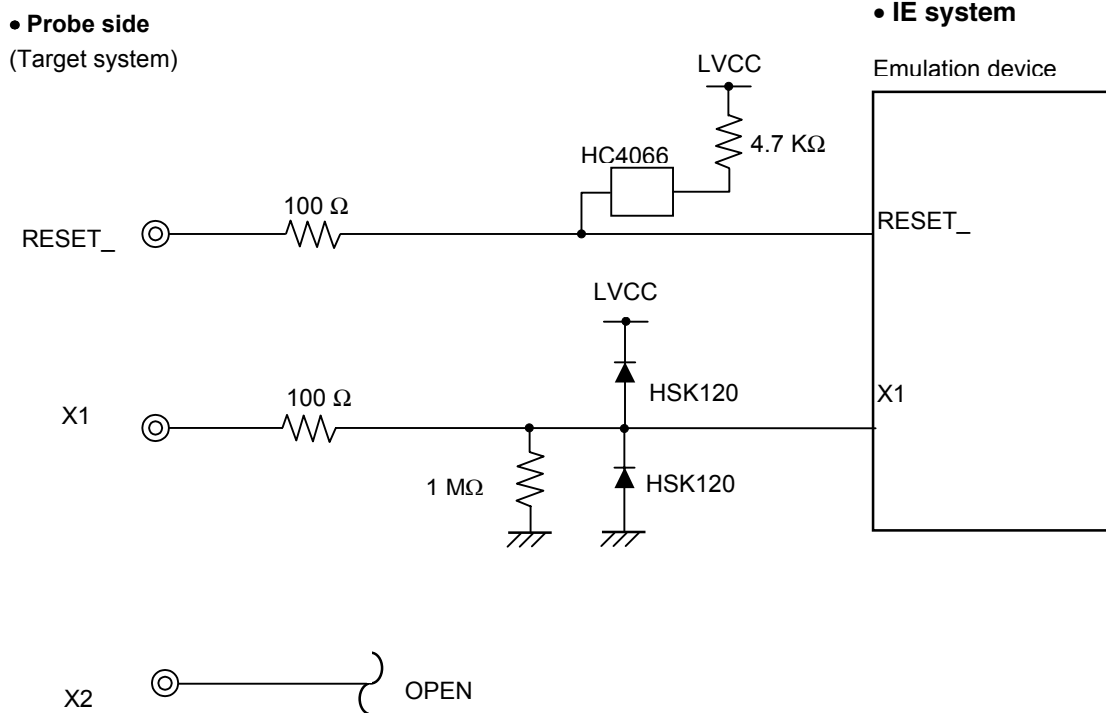 • Probe side
(Target system)
• IE system
Emulation device
LVCC
4.7 KΩ
HC4066
100 Ω
RESET_
RESET_
LVCC
HSK120
100 Ω
X1
X1
1 MΩ
HSK120
X2
OPEN